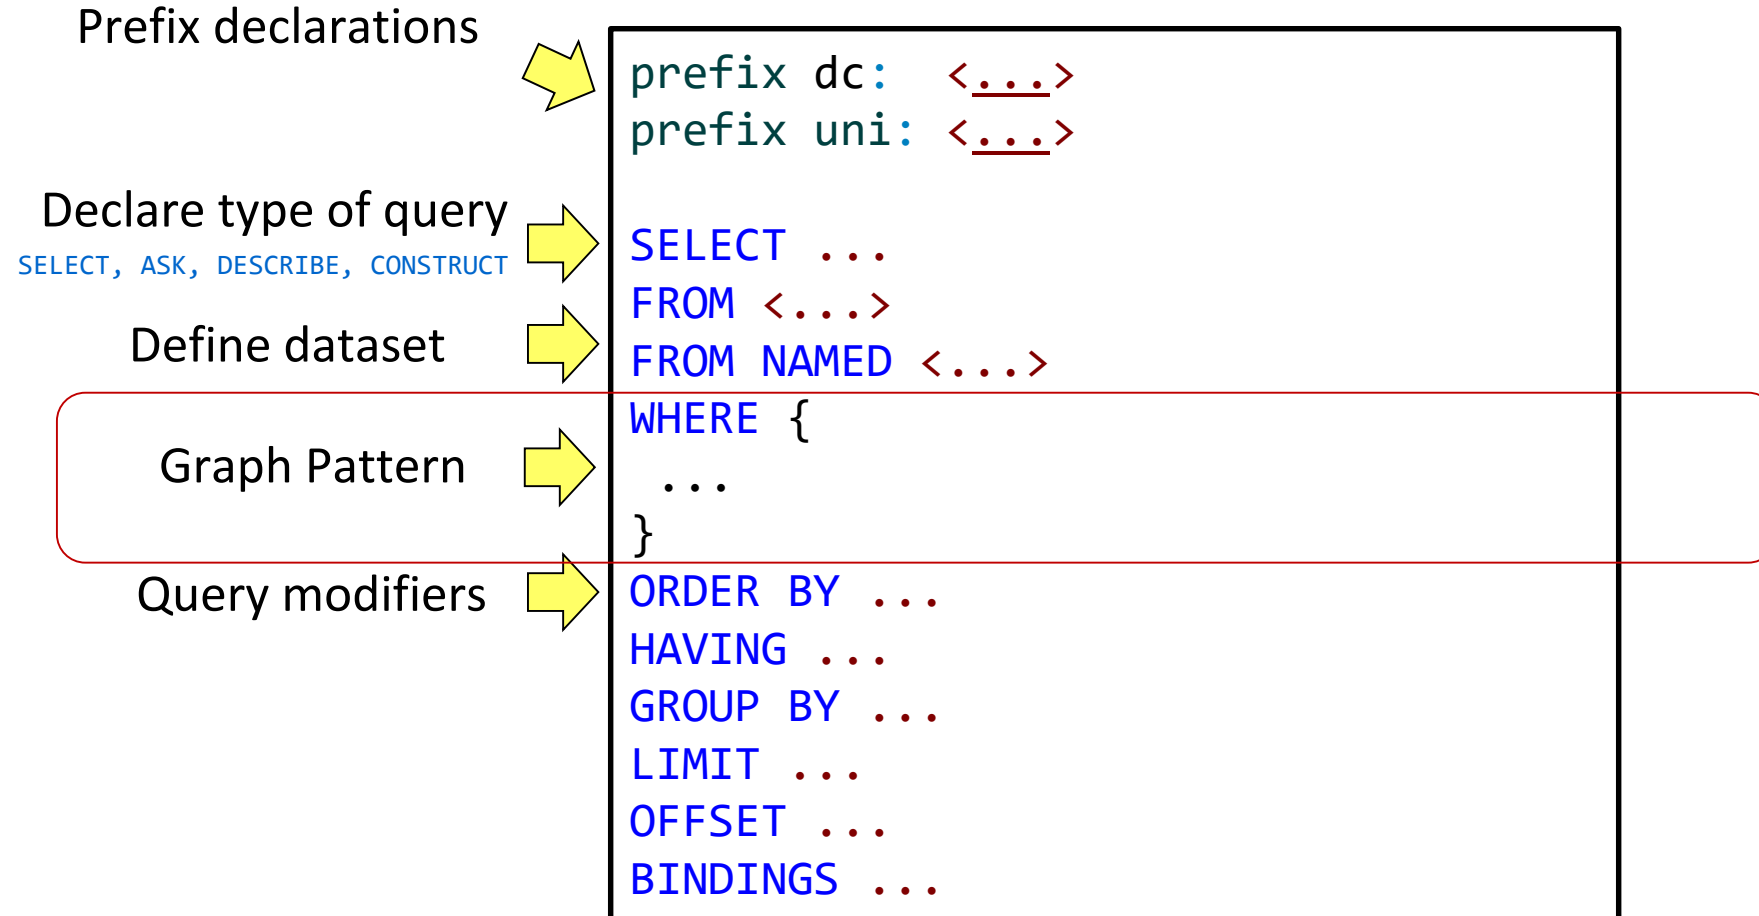 Prefix declarations
prefix dc: <...>
prefix uni: <...>
Declare type of query
SELECT, ASK, DESCRIBE, CONSTRUCT
SELECT ...
FROM <...>
Define dataset
FROM NAMED <...>
WHERE {
Graph Pattern
...
}
Query modifiers
ORDER BY ...
HAVING ...
GROUP BY ...
LIMIT ...
OFFSET ...
BINDINGS ...